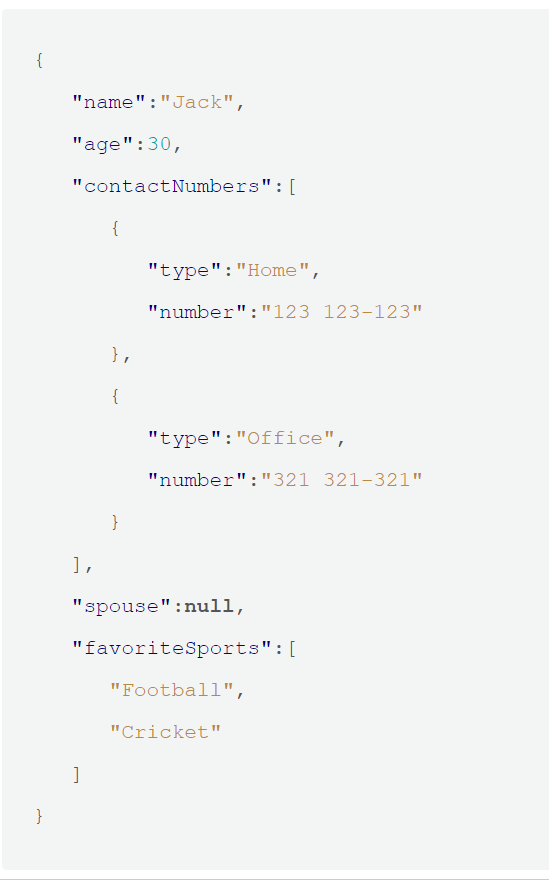 {
"name":"Jack",
"age":30,
"contactNumbers":[
{
"type":"Home",
"number":"123 123-123"
},
{
"type":"Office",
"number":"321 321-321"
}
],
"spouse":null,
"favoriteSports":[
"Football",
"Cricket"
]
}